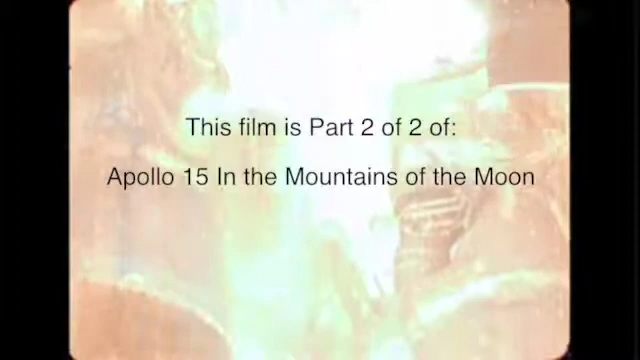 This film is Part 2 of 2 of:
Apollo 15 In the Mountains of the Moon